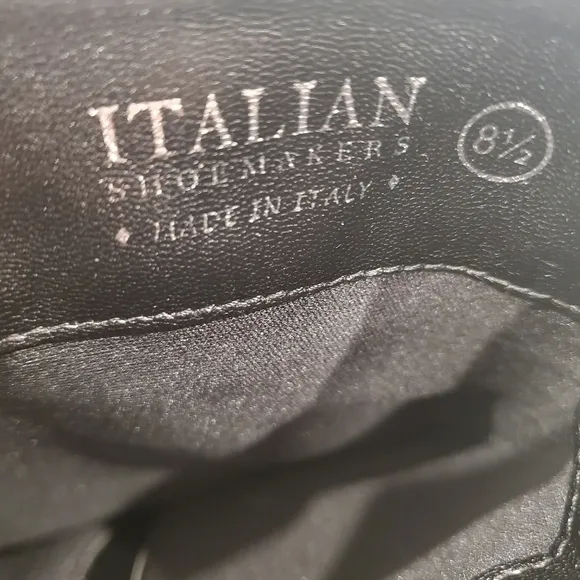 ITALIAN
SHOEMAKERS
8½
◆ MADE IN ITALY ◆